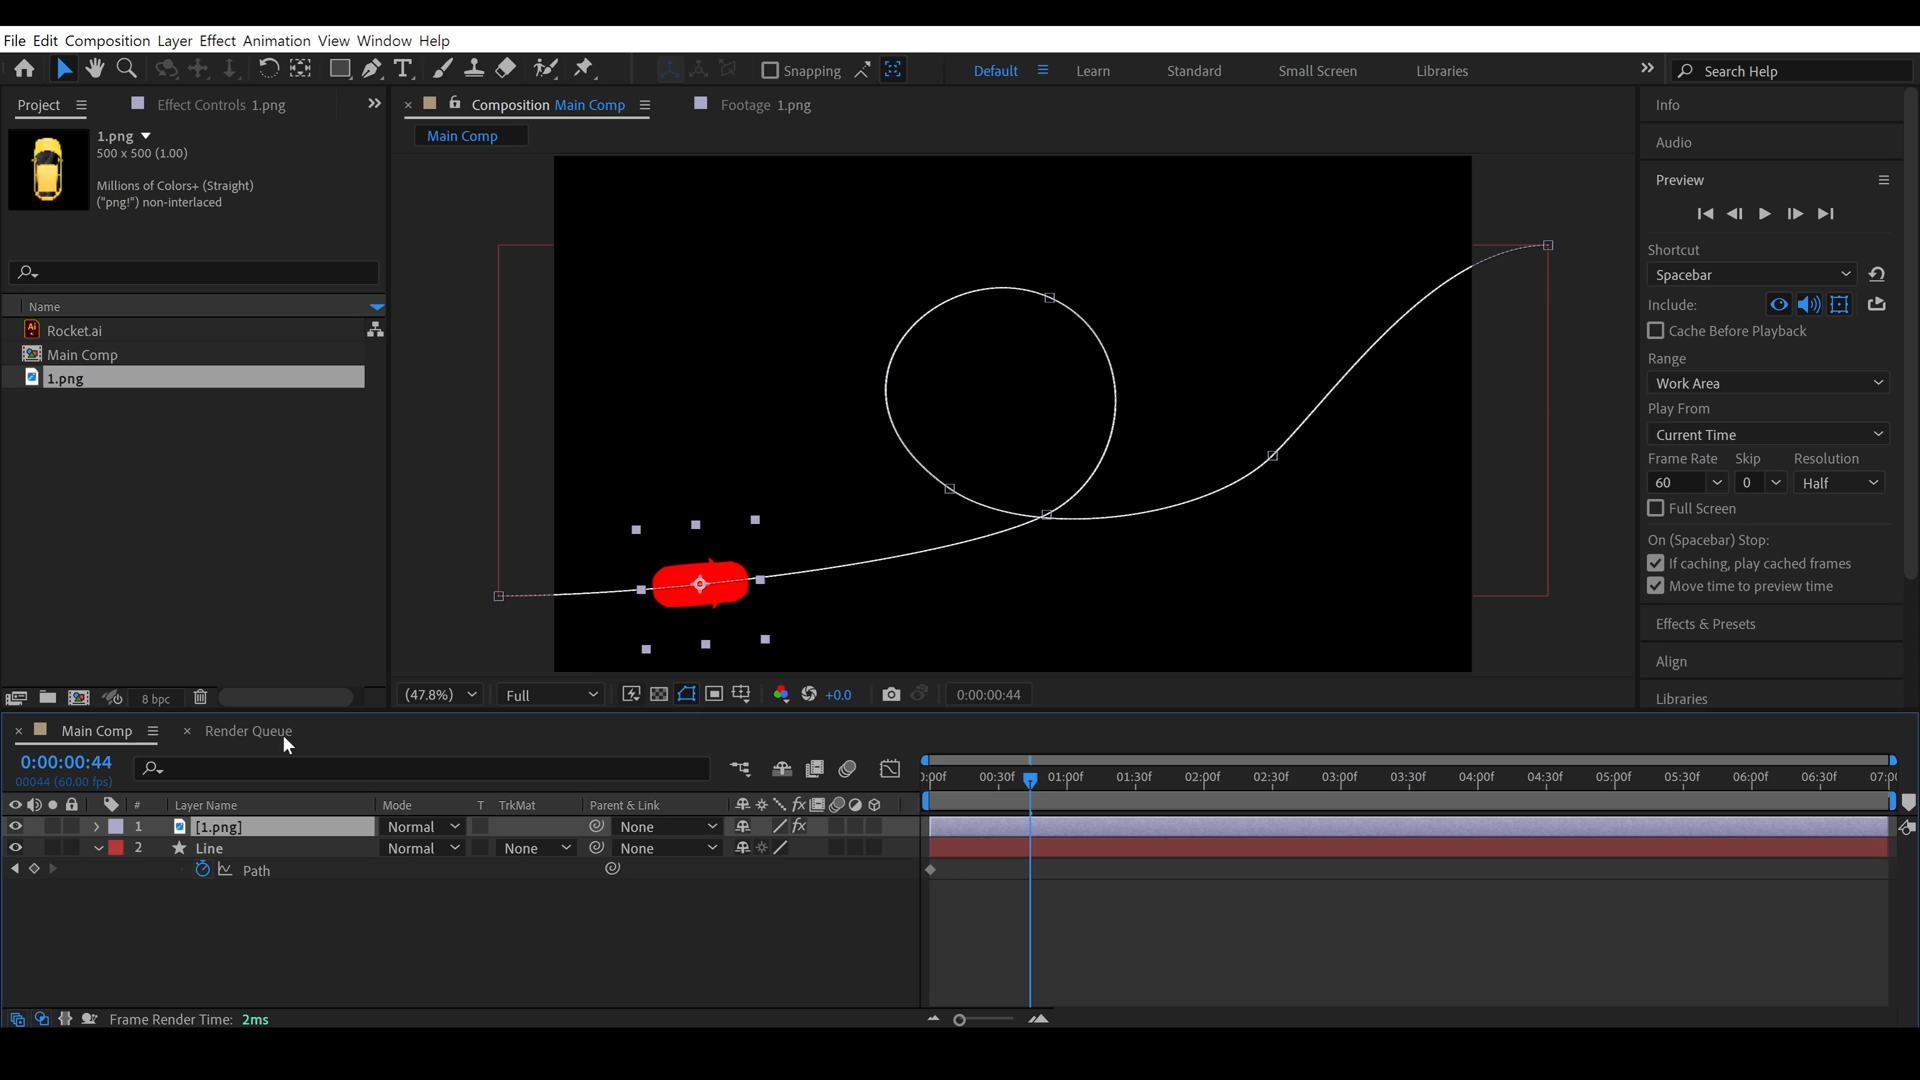 File Edit Composition Layer Effect Animation View Window Help
Snapping Default Learn Standard Small Screen Libraries Search Help
Project Effect Controls 1.png
1.png
500 x 500 (1.00)
Millions of Colors+ (Straight)
("png!") non-interlaced
Name
Rocket.ai
Main Comp
1.png
8 bpc
Composition Main Comp Footage 1.png
Main Comp
(47.8%) Full +0.0 0:00:00:44
Info
Audio
Preview
Shortcut
Spacebar
Include:
Cache Before Playback
Range
Work Area
Play From
Current Time
Frame Rate Skip Resolution
60 0 Half
Full Screen
On (Spacebar) Stop:
If caching, play cached frames
Move time to preview time
Effects & Presets
Align
Libraries
Main Comp Render Queue
0:00:00:44
00044 (60.00 fps)
:00f 00:30f 01:00f 01:30f 02:00f 02:30f 03:00f 03:30f 04:00f 04:30f 05:00f 05:30f 06:00f 06:30f 07:0
# Layer Name Mode T TrkMat Parent & Link fx
1 [1.png] Normal None fx
2 Line Normal None None
Path
Frame Render Time: 2ms